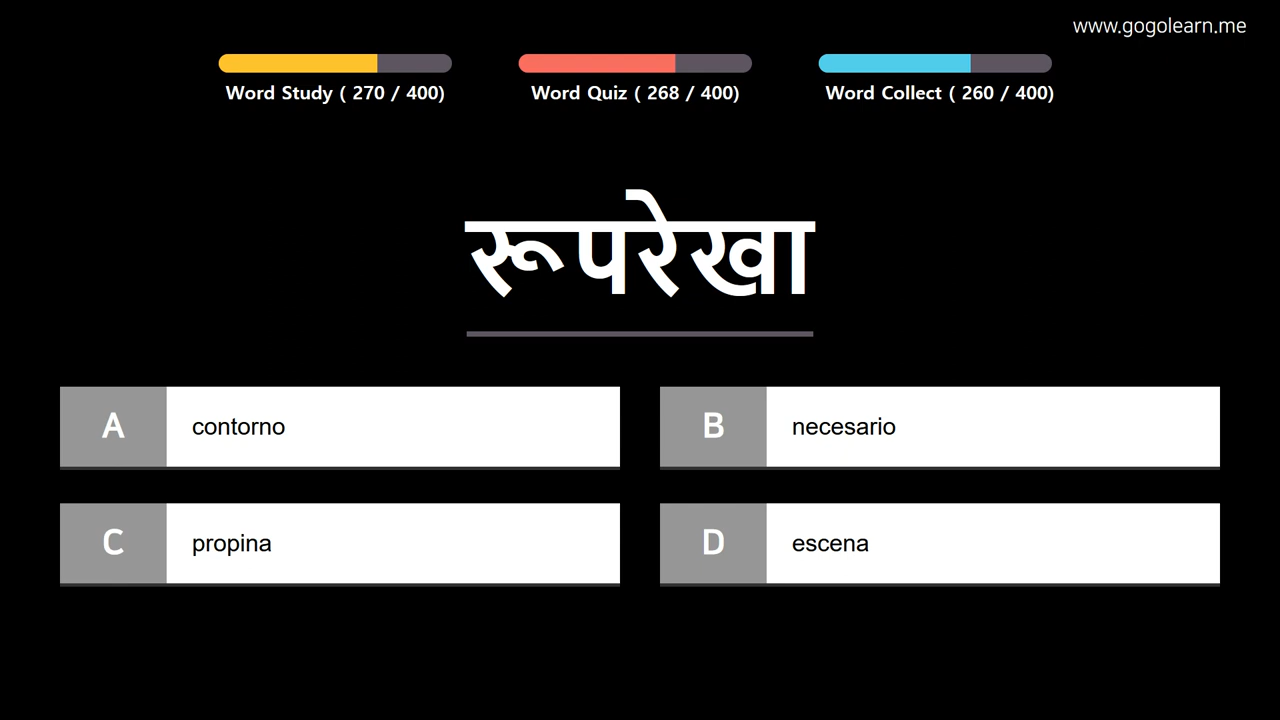 www.gogolearn.me
Word Study ( 270 / 400)
Word Quiz ( 268 / 400)
Word Collect ( 260 / 400)
रूपरेखा
A contorno
B necesario
C propina
D escena